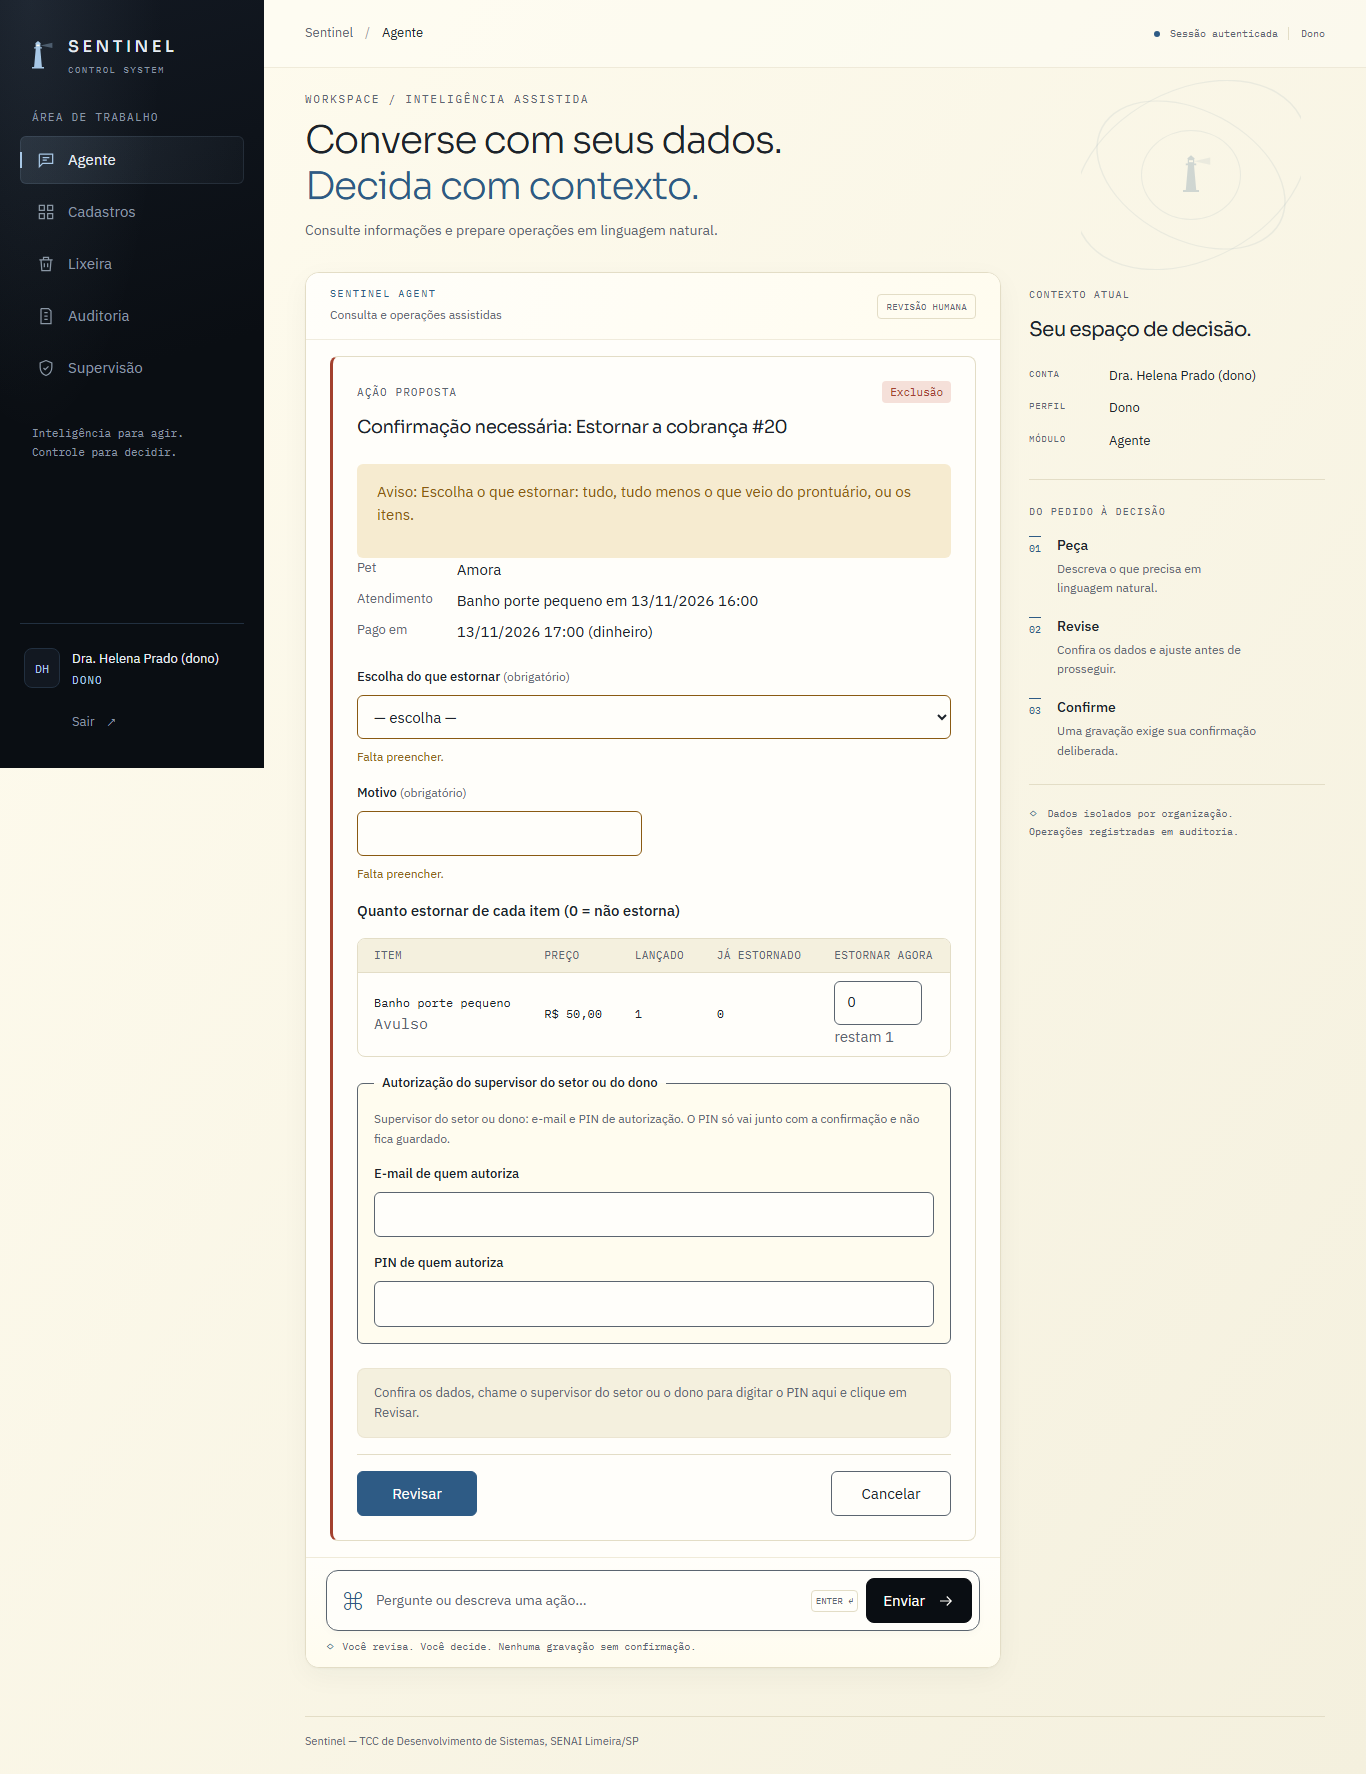 SENTINEL
CONTROL SYSTEM
ÁREA DE TRABALHO
Agente
Cadastros
Lixeira
Auditoria
Supervisão
Inteligência para agir.
Controle para decidir.
DH
Dra. Helena Prado (dono)
DONO
Sair ↗
Sentinel / Agente
Sessão autenticada
Dono
WORKSPACE / INTELIGÊNCIA ASSISTIDA
Converse com seus dados.
Decida com contexto.
Consulte informações e prepare operações em linguagem natural.
SENTINEL AGENT
Consulta e operações assistidas
REVISÃO HUMANA
AÇÃO PROPOSTA
Exclusão
Confirmação necessária: Estornar a cobrança #20
Aviso: Escolha o que estornar: tudo, tudo menos o que veio do prontuário, ou os
itens.
Pet Amora
Atendimento Banho porte pequeno em 13/11/2026 16:00
Pago em 13/11/2026 17:00 (dinheiro)
Escolha do que estornar (obrigatório)
— escolha —
Falta preencher.
Motivo (obrigatório)
Falta preencher.
Quanto estornar de cada item (0 = não estorna)
ITEM PREÇO LANÇADO JÁ ESTORNADO ESTORNAR AGORA
Banho porte pequeno
Avulso
R$ 50,00 1 0 0
restam 1
Autorização do supervisor do setor ou do dono
Supervisor do setor ou dono: e-mail e PIN de autorização. O PIN só vai junto com a confirmação e não
fica guardado.
E-mail de quem autoriza
PIN de quem autoriza
Confira os dados, chame o supervisor do setor ou o dono para digitar o PIN aqui e clique em
Revisar.
Revisar
Cancelar
⌘ Pergunte ou descreva uma ação...
ENTER ↵
Enviar →
◇ Você revisa. Você decide. Nenhuma gravação sem confirmação.
CONTEXTO ATUAL
Seu espaço de decisão.
CONTA Dra. Helena Prado (dono)
PERFIL Dono
MÓDULO Agente
DO PEDIDO À DECISÃO
01 Peça
Descreva o que precisa em
linguagem natural.
02 Revise
Confira os dados e ajuste antes de
prosseguir.
03 Confirme
Uma gravação exige sua confirmação
deliberada.
◇ Dados isolados por organização.
Operações registradas em auditoria.
Sentinel — TCC de Desenvolvimento de Sistemas, SENAI Limeira/SP